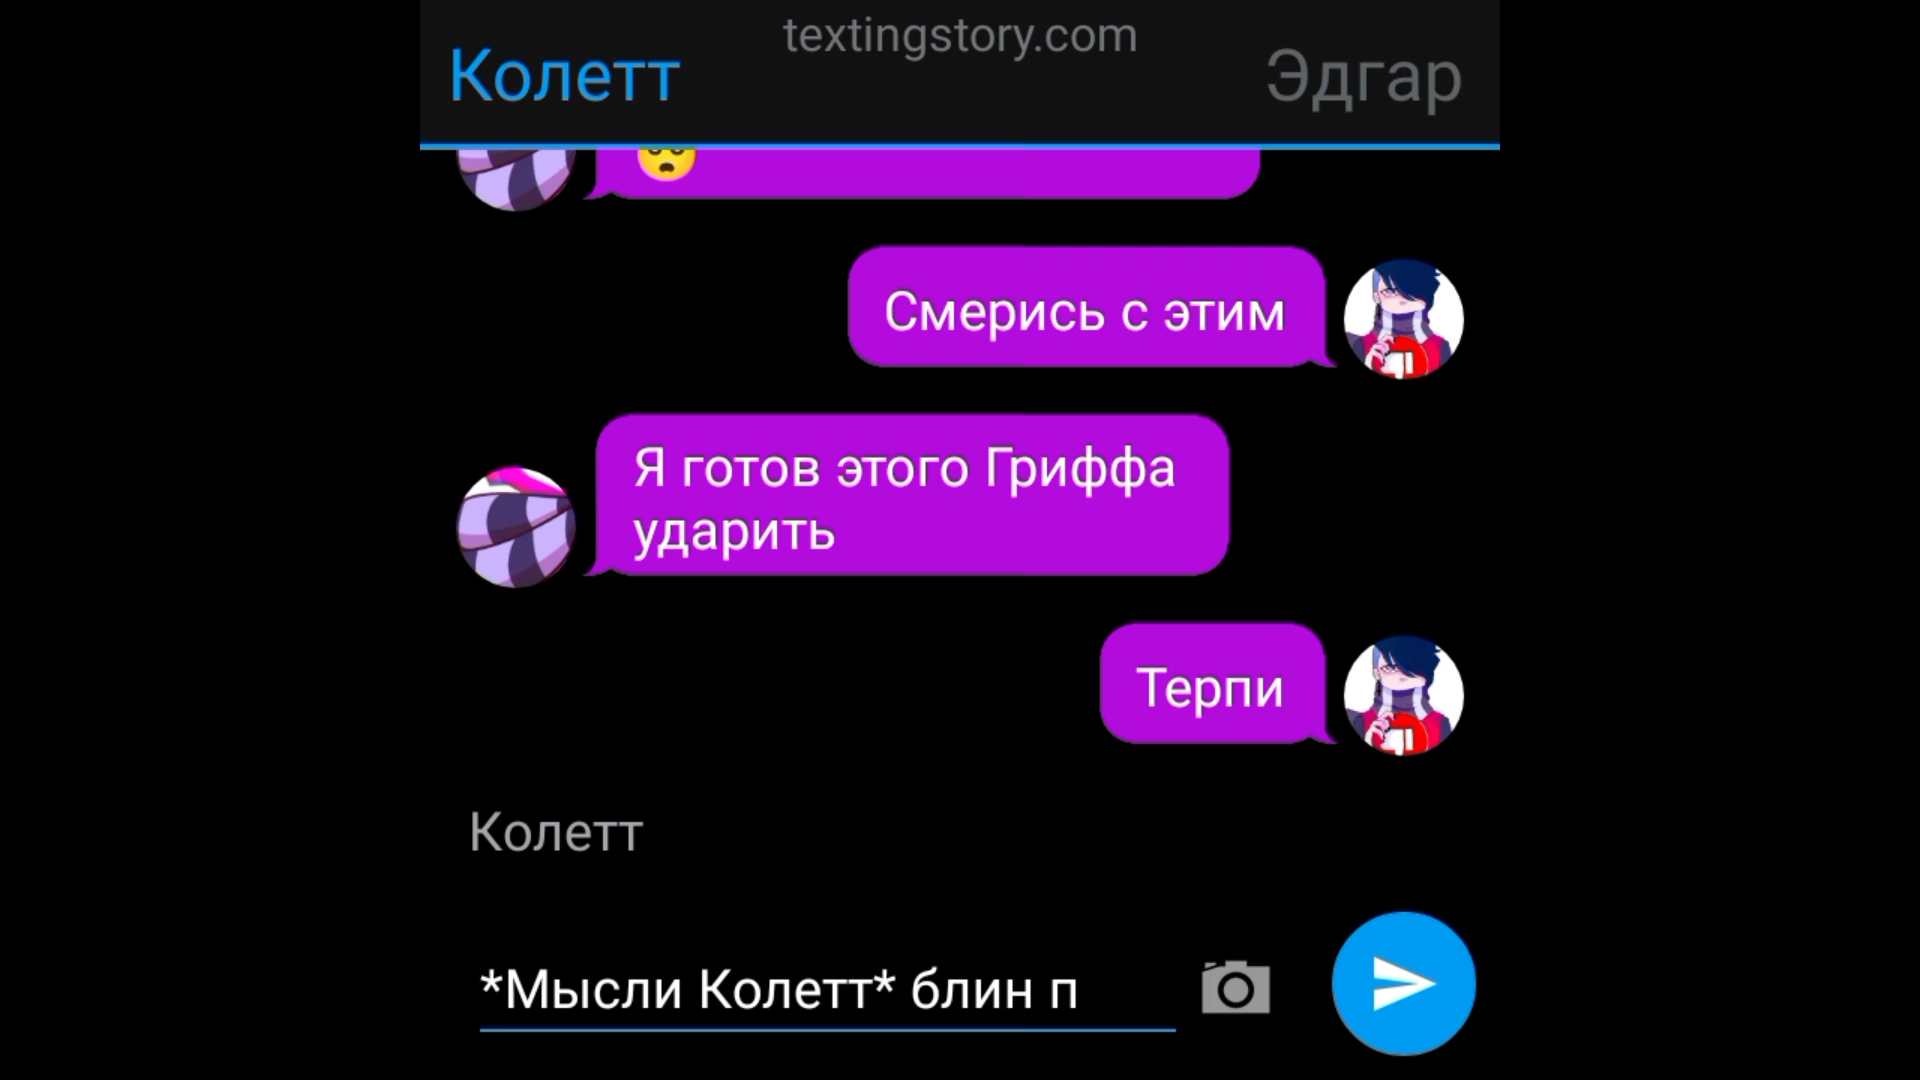 textingstory.com
Колетт
Эдгар
Смерись с этим
Я готов этого Гриффа
ударить
Терпи
Колетт
*Мысли Колетт* блин п